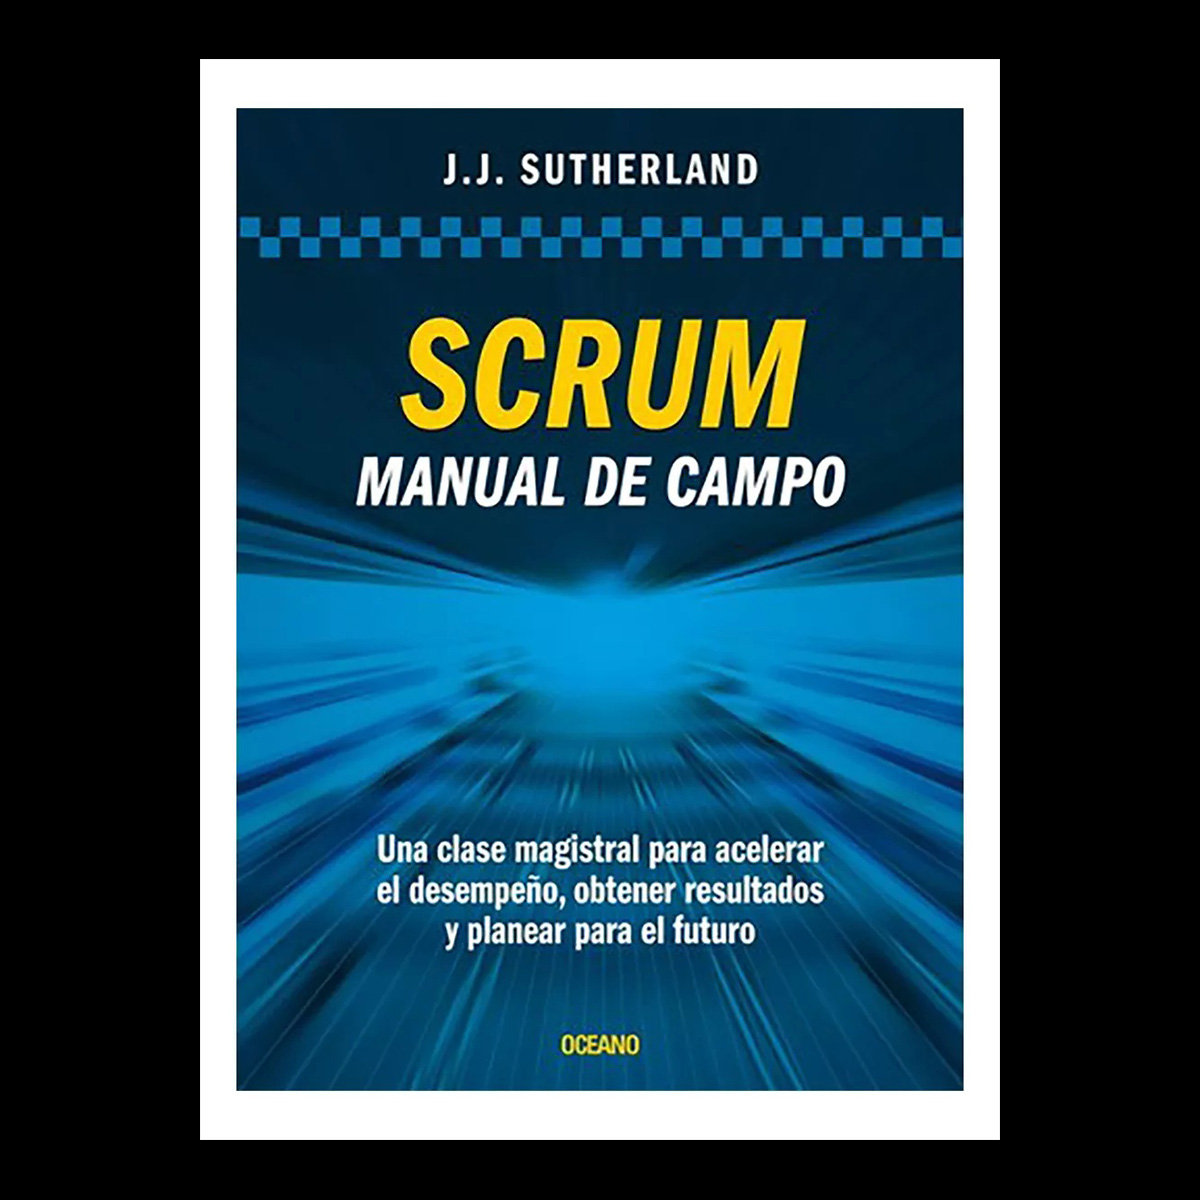 J.J. SUTHERLAND
SCRUM
MANUAL DE CAMPO
Una clase magistral para acelerar
el desempeño, obtener resultados
y planear para el futuro
OCEANO